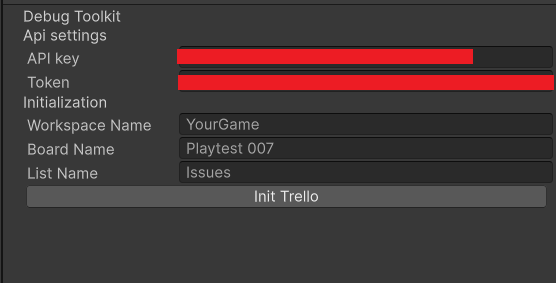 Debug Toolkit
Api settings
API key
Token
Initialization
Workspace Name YourGame
Board Name Playtest 007
List Name Issues
Init Trello